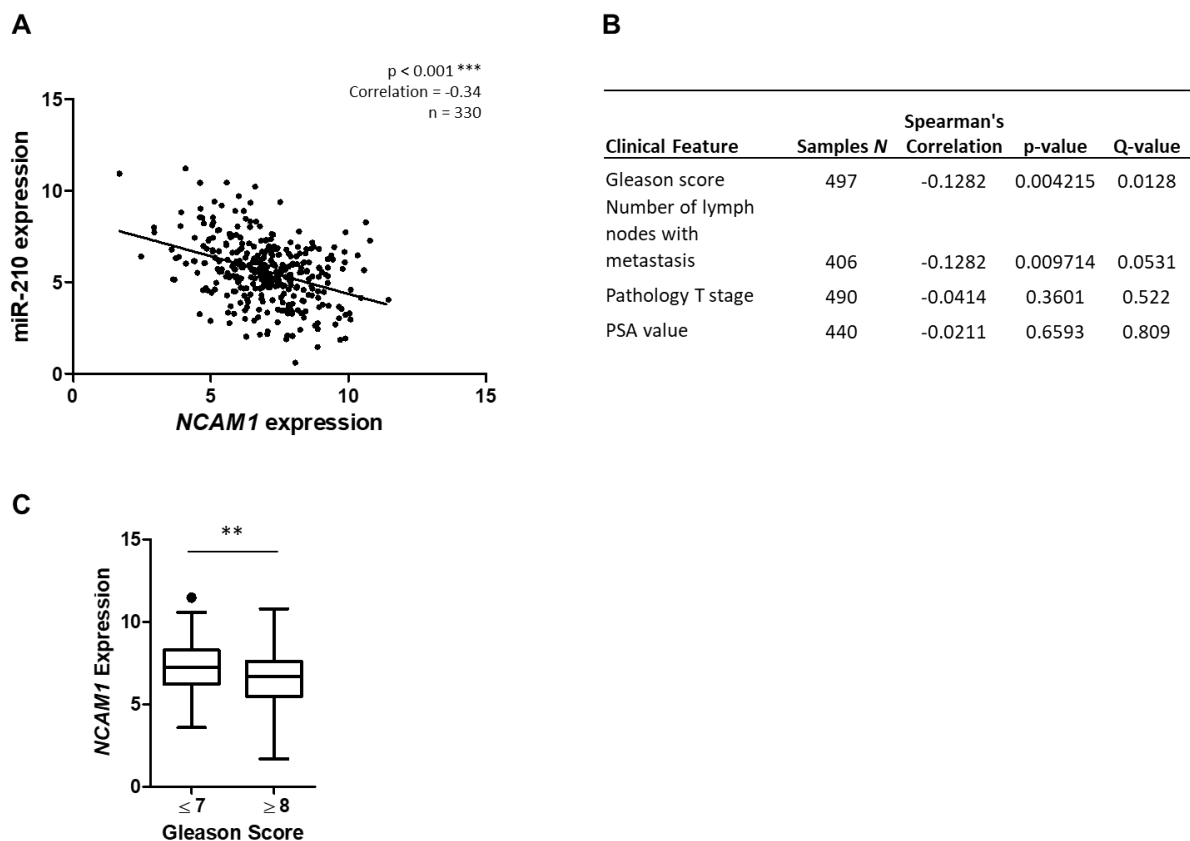 A
p < 0.001 ***
Correlation = -0.34
n = 330
15
10
5
0
0
5
10
15
miR-210 expression
NCAM1 expression
B
Clinical Feature Samples N Spearman's Correlation p-value Q-value
Gleason score 497 -0.1282 0.004215 0.0128
Number of lymph
nodes with
metastasis 406 -0.1282 0.009714 0.0531
Pathology T stage 490 -0.0414 0.3601 0.522
PSA value 440 -0.0211 0.6593 0.809
C
**
15
10
5
0
NCAM1 Expression
≤ 7
≥ 8
Gleason Score